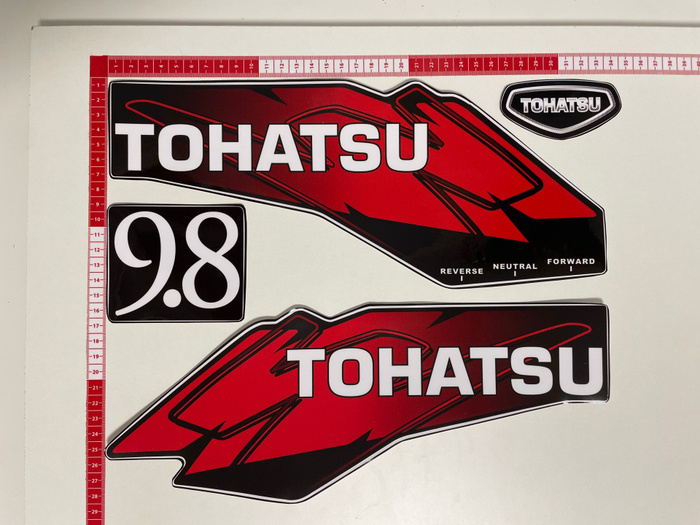 TOHATSU
TOHATSU
9.8
REVERSE NEUTRAL FORWARD
TOHATSU